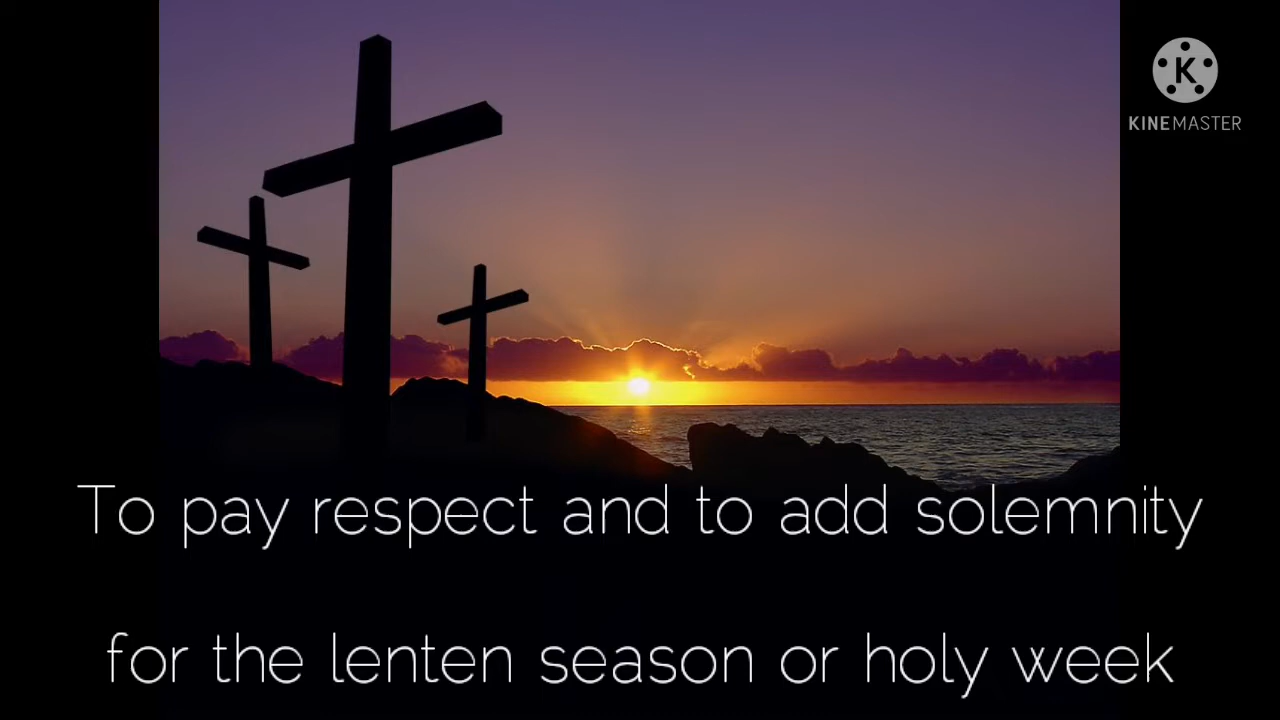 K
KINEMASTER
To pay respect and to add solemnity
for the lenten season or holy week